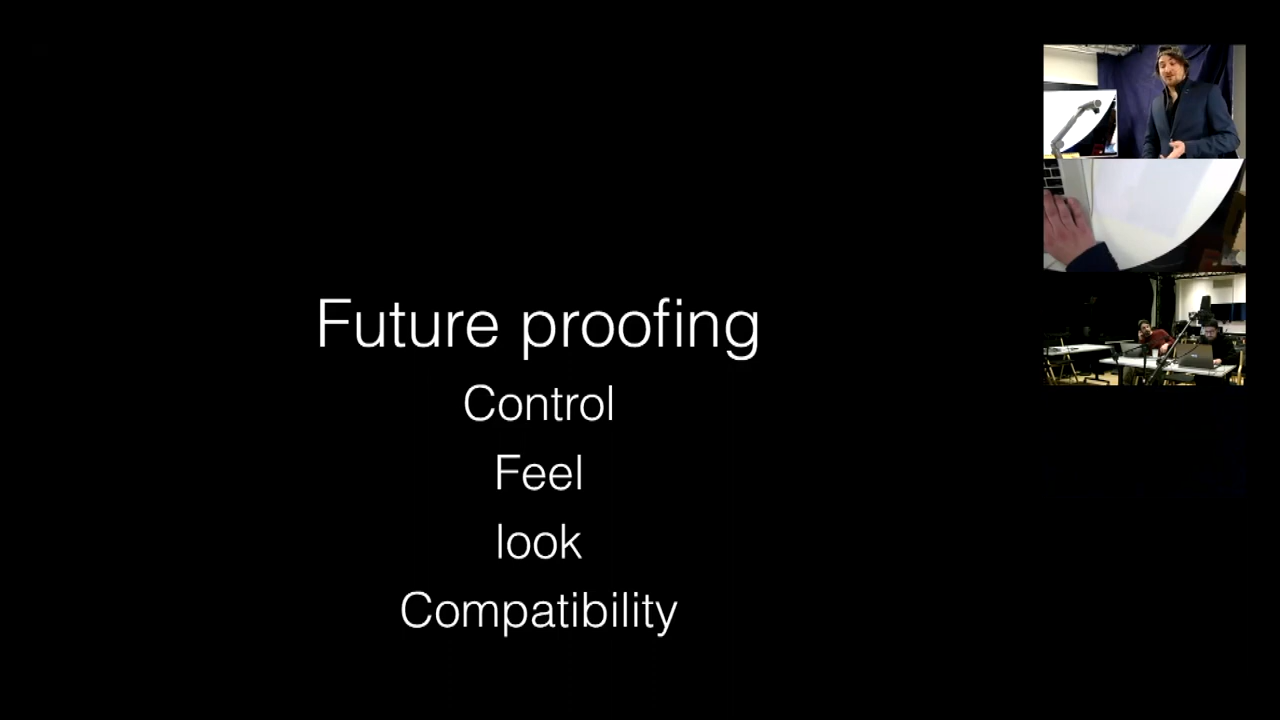 Future proofing
Control
Feel
look
Compatibility